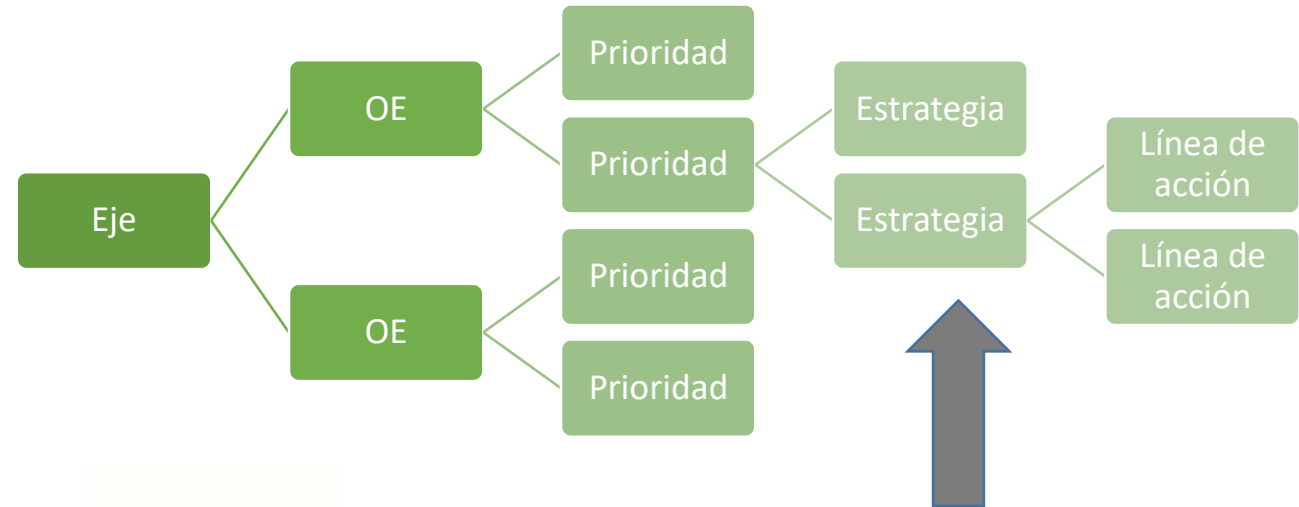 Eje
OE
OE
Prioridad
Prioridad
Prioridad
Prioridad
Estrategia
Estrategia
Línea de
acción
Línea de
acción